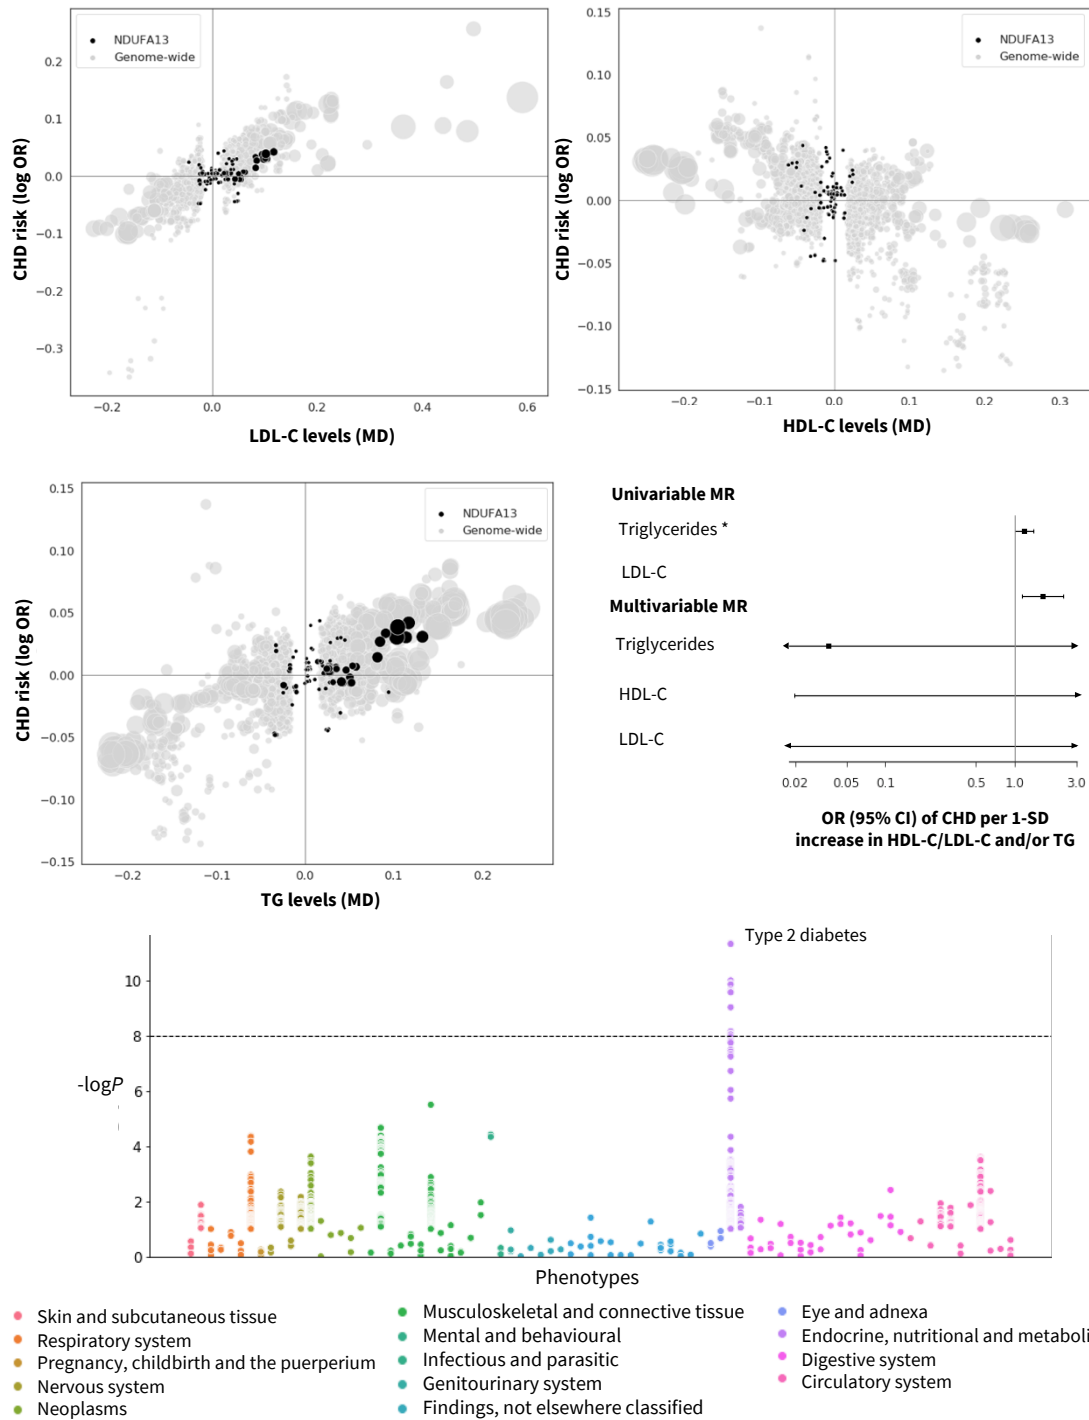 NDUFA13
Genome-wide
CHD risk (log OR)
0.2
0.1
0.0
−0.1
−0.2
−0.3
−0.2
0.0
0.2
0.4
0.6
LDL-C levels (MD)
NDUFA13
Genome-wide
CHD risk (log OR)
0.15
0.10
0.05
0.00
−0.05
−0.10
−0.15
−0.2
−0.1
0.0
0.1
0.2
0.3
HDL-C levels (MD)
NDUFA13
Genome-wide
CHD risk (log OR)
0.15
0.10
0.05
0.00
−0.05
−0.10
−0.15
−0.2
−0.1
0.0
0.1
0.2
TG levels (MD)
Univariable MR
Triglycerides *
LDL-C
Multivariable MR
Triglycerides
HDL-C
LDL-C
0.02
0.05
0.1
0.5
1.0
3.0
OR (95% CI) of CHD per 1-SD
increase in HDL-C/LDL-C and/or TG
Type 2 diabetes
-logP
10
8
6
4
2
0
Phenotypes
Skin and subcutaneous tissue
Respiratory system
Pregnancy, childbirth and the puerperium
Nervous system
Neoplasms
Musculoskeletal and connective tissue
Mental and behavioural
Infectious and parasitic
Genitourinary system
Findings, not elsewhere classified
Eye and adnexa
Endocrine, nutritional and metaboli
Digestive system
Circulatory system